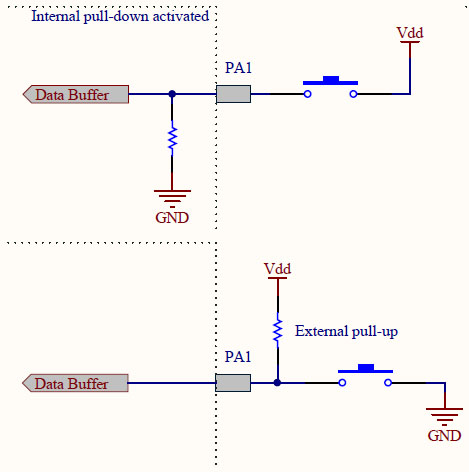 Internal pull-down activated
Vdd
PA1
Data Buffer
GND
Vdd
External pull-up
PA1
Data Buffer
GND